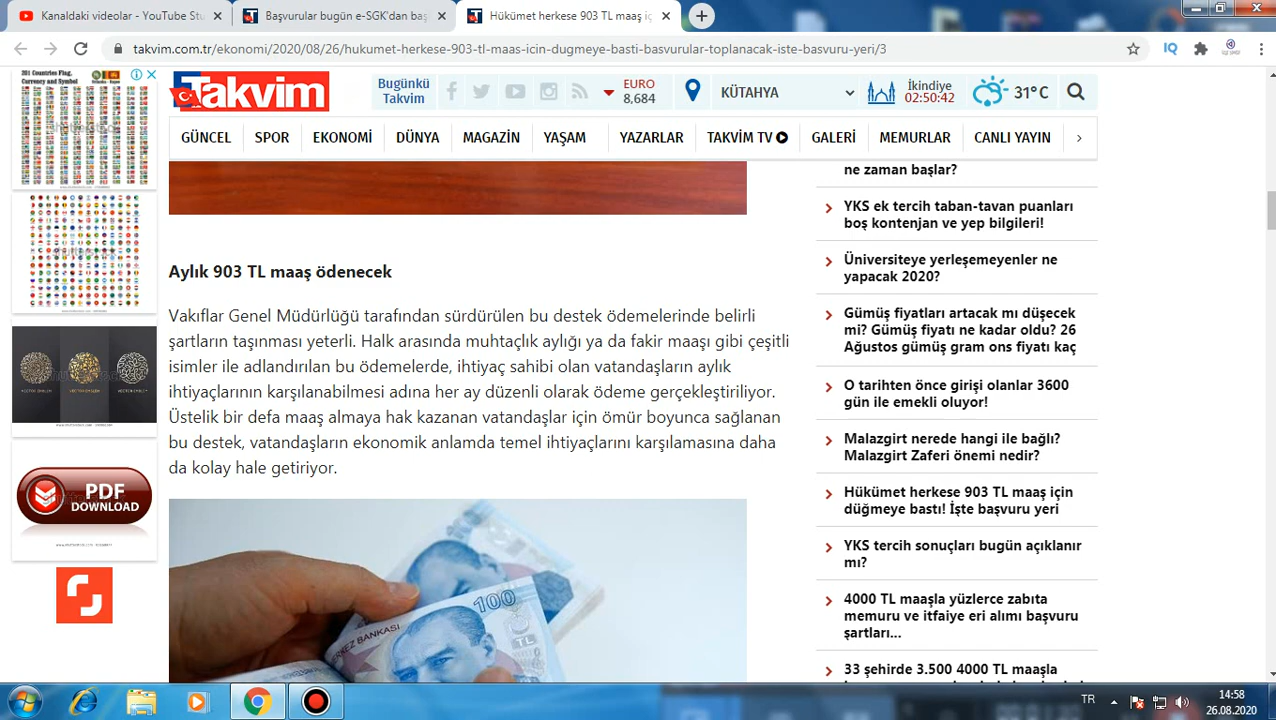 Kanaldaki videolar - YouTube Stu
Başvurular bugün e-SGK'dan baş
Hükümet herkese 903 TL maaş iç
takvim.com.tr/ekonomi/2020/08/26/hukumet-herkese-903-tl-maas-icin-dugmeye-basti-basvurular-toplanacak-iste-basvuru-yeri/3
IQ
201 Countries Flag,
Currency and Symbol
Takvim
Bugünkü
Takvim
EURO
8,684
KÜTAHYA
İkindiye
02:50:42
31°C
GÜNCEL
SPOR
EKONOMİ
DÜNYA
MAGAZİN
YAŞAM
YAZARLAR
TAKVIM TV
GALERİ
MEMURLAR
CANLI YAYIN
Aylık 903 TL maaş ödenecek
Vakıflar Genel Müdürlüğü tarafından sürdürülen bu destek ödemelerinde belirli
şartların taşınması yeterli. Halk arasında muhtaçlık aylığı ya da fakir maaşı gibi çeşitli
isimler ile adlandırılan bu ödemelerde, ihtiyaç sahibi olan vatandaşların aylık
ihtiyaçlarının karşılanabilmesi adına her ay düzenli olarak ödeme gerçekleştiriliyor.
Üstelik bir defa maaş almaya hak kazanan vatandaşlar için ömür boyunca sağlanan
bu destek, vatandaşların ekonomik anlamda temel ihtiyaçlarını karşılamasına daha
da kolay hale getiriyor.
100
TL
BANKASI
PDF
DOWNLOAD
ne zaman başlar?
YKS ek tercih taban-tavan puanları
boş kontenjan ve yep bilgileri!
Üniversiteye yerleşemeyenler ne
yapacak 2020?
Gümüş fiyatları artacak mı düşecek
mi? Gümüş fiyatı ne kadar oldu? 26
Ağustos gümüş gram ons fiyatı kaç
O tarihten önce girişi olanlar 3600
gün ile emekli oluyor!
Malazgirt nerede hangi ile bağlı?
Malazgirt Zaferi önemi nedir?
Hükümet herkese 903 TL maaş için
düğmeye bastı! İşte başvuru yeri
YKS tercih sonuçları bugün açıklanır
mı?
4000 TL maaşla yüzlerce zabıta
memuru ve itfaiye eri alımı başvuru
şartları...
33 şehirde 3.500 4000 TL maaşla
TR
14:58
26.08.2020